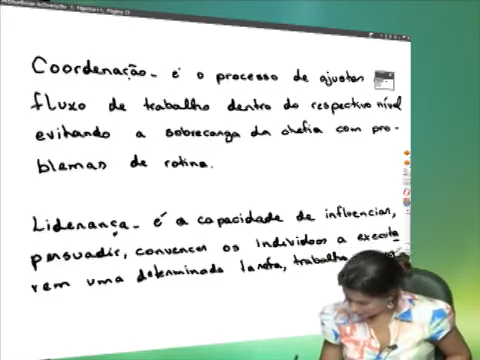 Coordenação - é o processo de ajustar
fluxo de trabalho dentro do respectivo nível
evitando a sobrecarga da chefia com pro-
blemas de rotina.
Liderança - é a capacidade de influenciar,
persuadir, convencer os indivíduos a executa
rem uma determinada tarefa, trabalho